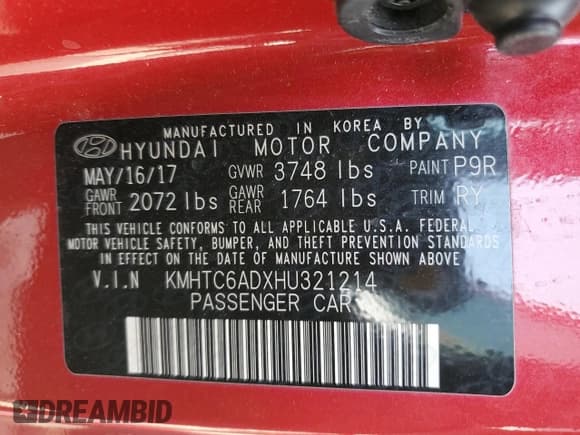 MANUFACTURED IN KOREA BY
HYUNDAI MOTOR COMPANY
MAY/16/17 GVWR 3748 lbs PAINT P9R
GAWR FRONT 2072 lbs GAWR REAR 1764 lbs TRIM RY
THIS VEHICLE CONFORMS TO ALL APPLICABLE U.S.A. FEDERAL
MOTOR VEHICLE SAFETY, BUMPER, AND THEFT PREVENTION STANDARDS
IN EFFECT ON THE DATE OF MANUFACTURE SHOWN ABOVE
V.I.N KMHTC6ADXHU321214
PASSENGER CAR
DREAMBID